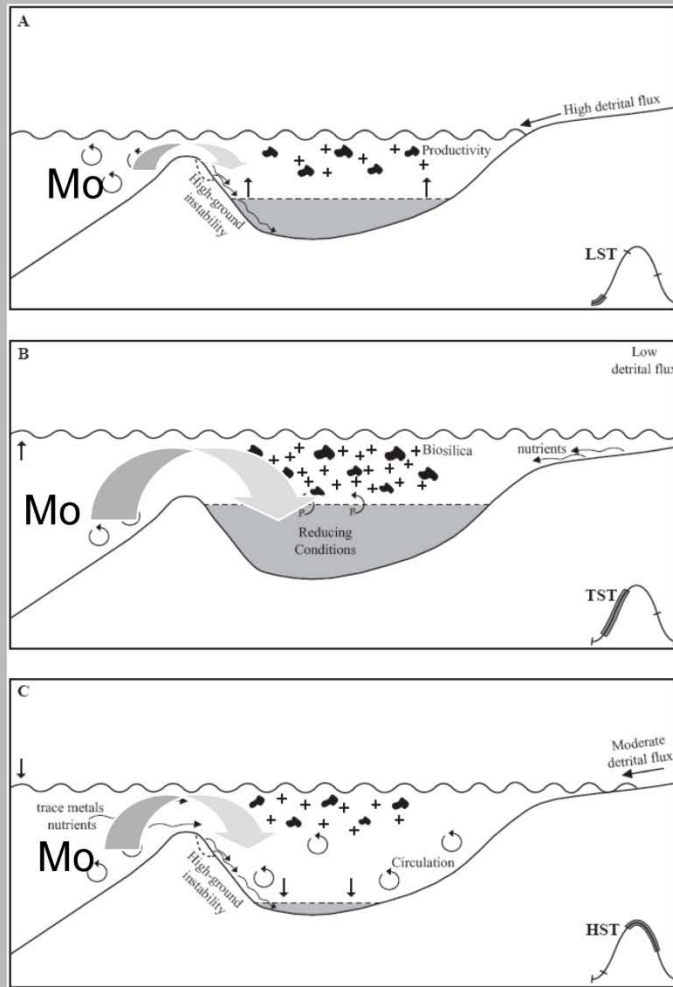 A
High detrital flux
Productivity
Mo
High-ground
instability
LST
B
Low
detrital flux
Biosilica
nutrients
Mo
P
P
Reducing
Conditions
TST
C
Moderate
detrital flux
trace metals
nutrients
Mo
Circulation
High-ground
instability
HST